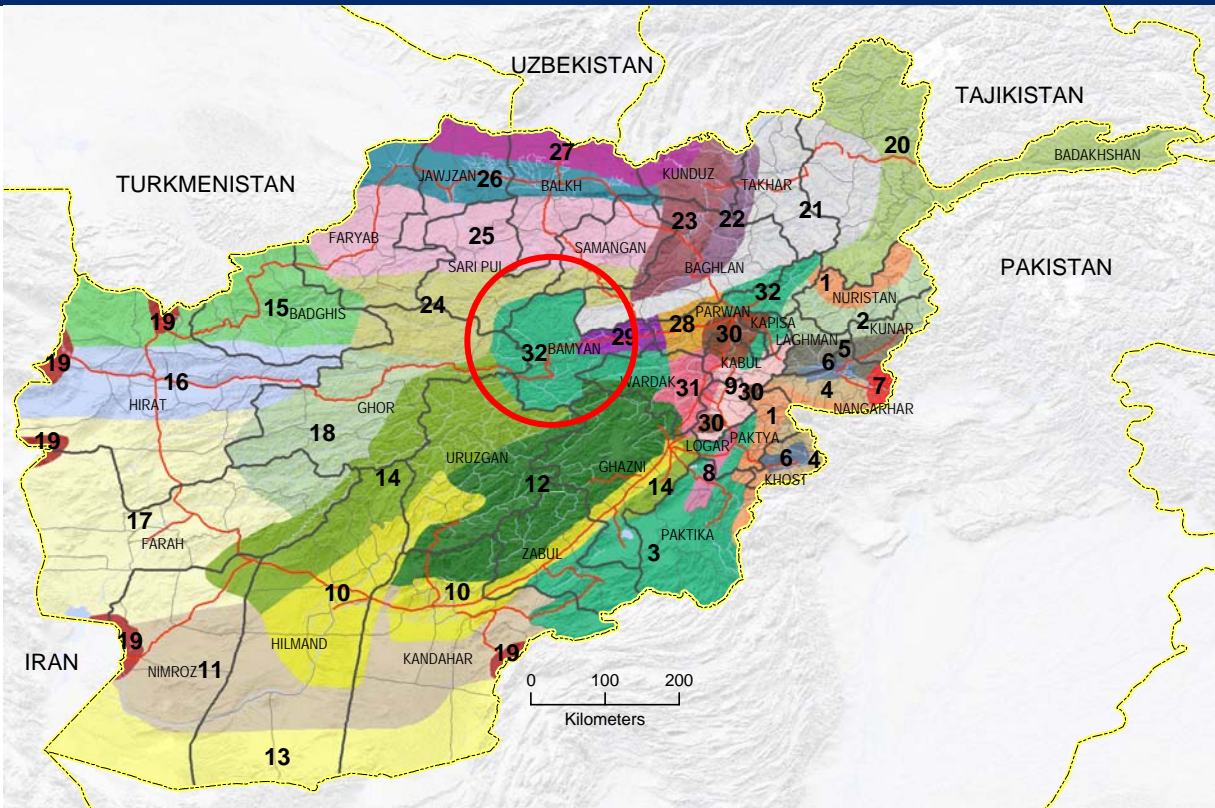 UZBEKISTAN
TAJIKISTAN
20
27
BADAKHSHAN
KUNDUZ
TURKMENISTAN
JAWJZAN
26
BALKH
TAKHAR
21
22
23
FARYAB
25
SAMANGAN
SARI PUL
BAGHLAN
PAKISTAN
1
32
NURISTAN
24
15
BADGHIS
19
PARWAN
28
KAPISA
2
KUNAR
30
29
LAGHMAN
5
32
BAMYAN
19
KABUL
6
16
WARDAK
31
9
30
4
7
HIRAT
GHOR
NANGARHAR
30
1
18
19
LOGAR
PAKTYA
URUZGAN
6
4
GHAZNI
8
KHOST
14
12
14
17
PAKTIKA
FARAH
ZABUL
3
10
10
19
HILMAND
KANDAHAR
19
IRAN
NIMROZ
11
0 100 200
Kilometers
13